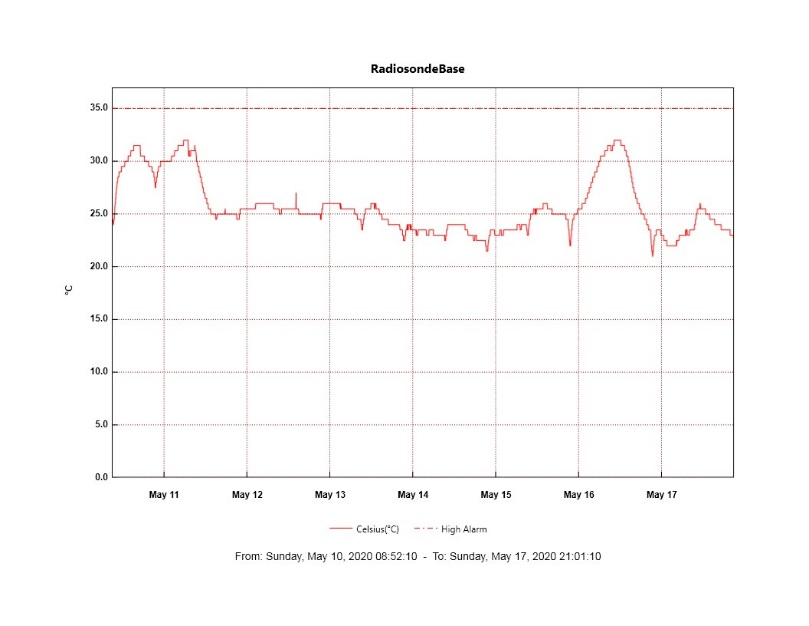 RadiosondeBase
35.0
30.0
25.0
20.0
15.0
10.0
5.0
0.0
°C
May 11 May 12 May 13 May 14 May 15 May 16 May 17
Celsius(°C) High Alarm
From: Sunday, May 10, 2020 08:52:10 - To: Sunday, May 17, 2020 21:01:10